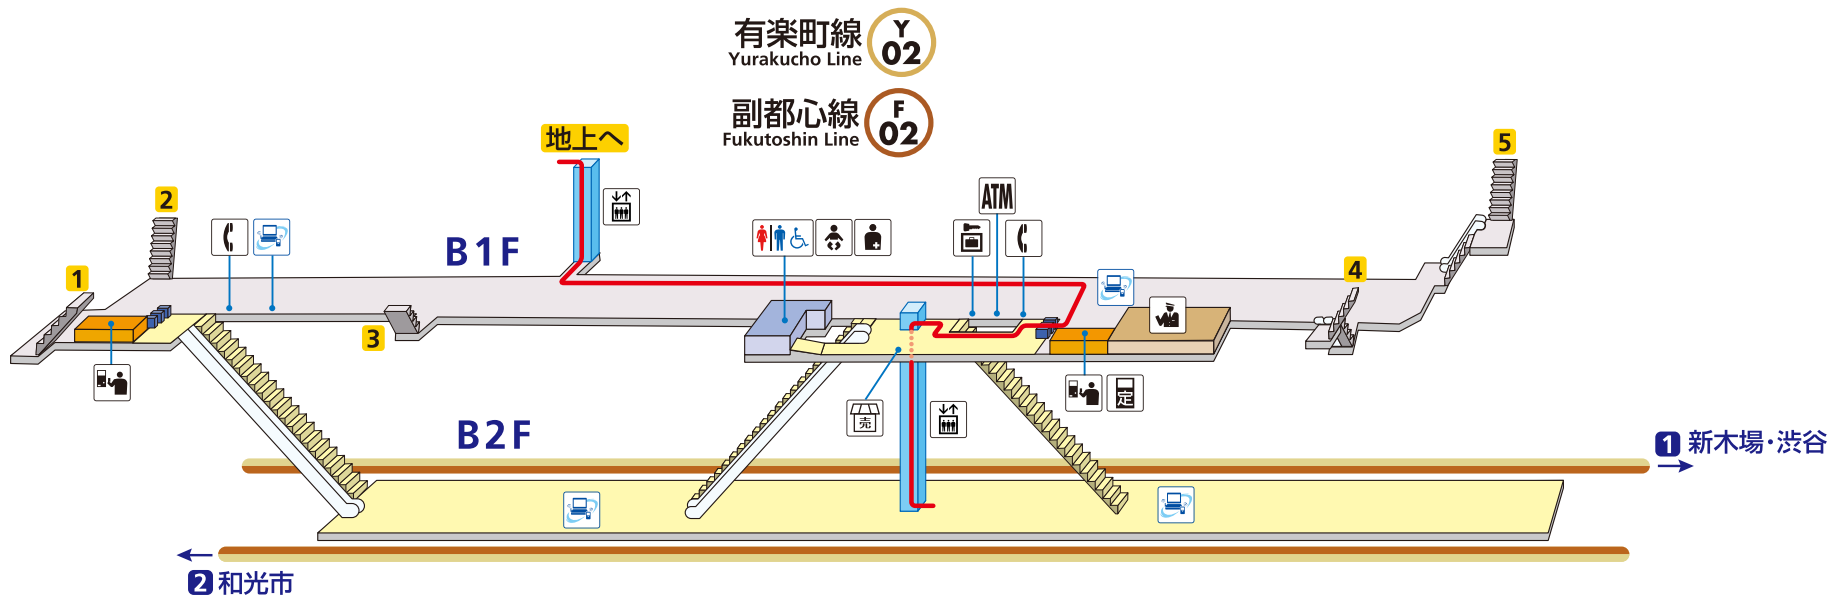 有楽町線
Yurakucho Line
Y
02
副都心線
Fukutoshin Line
F
02
地上へ
5
2
ATM
B1F
1
4
3
売
定
B2F
1 新木場・渋谷
2 和光市